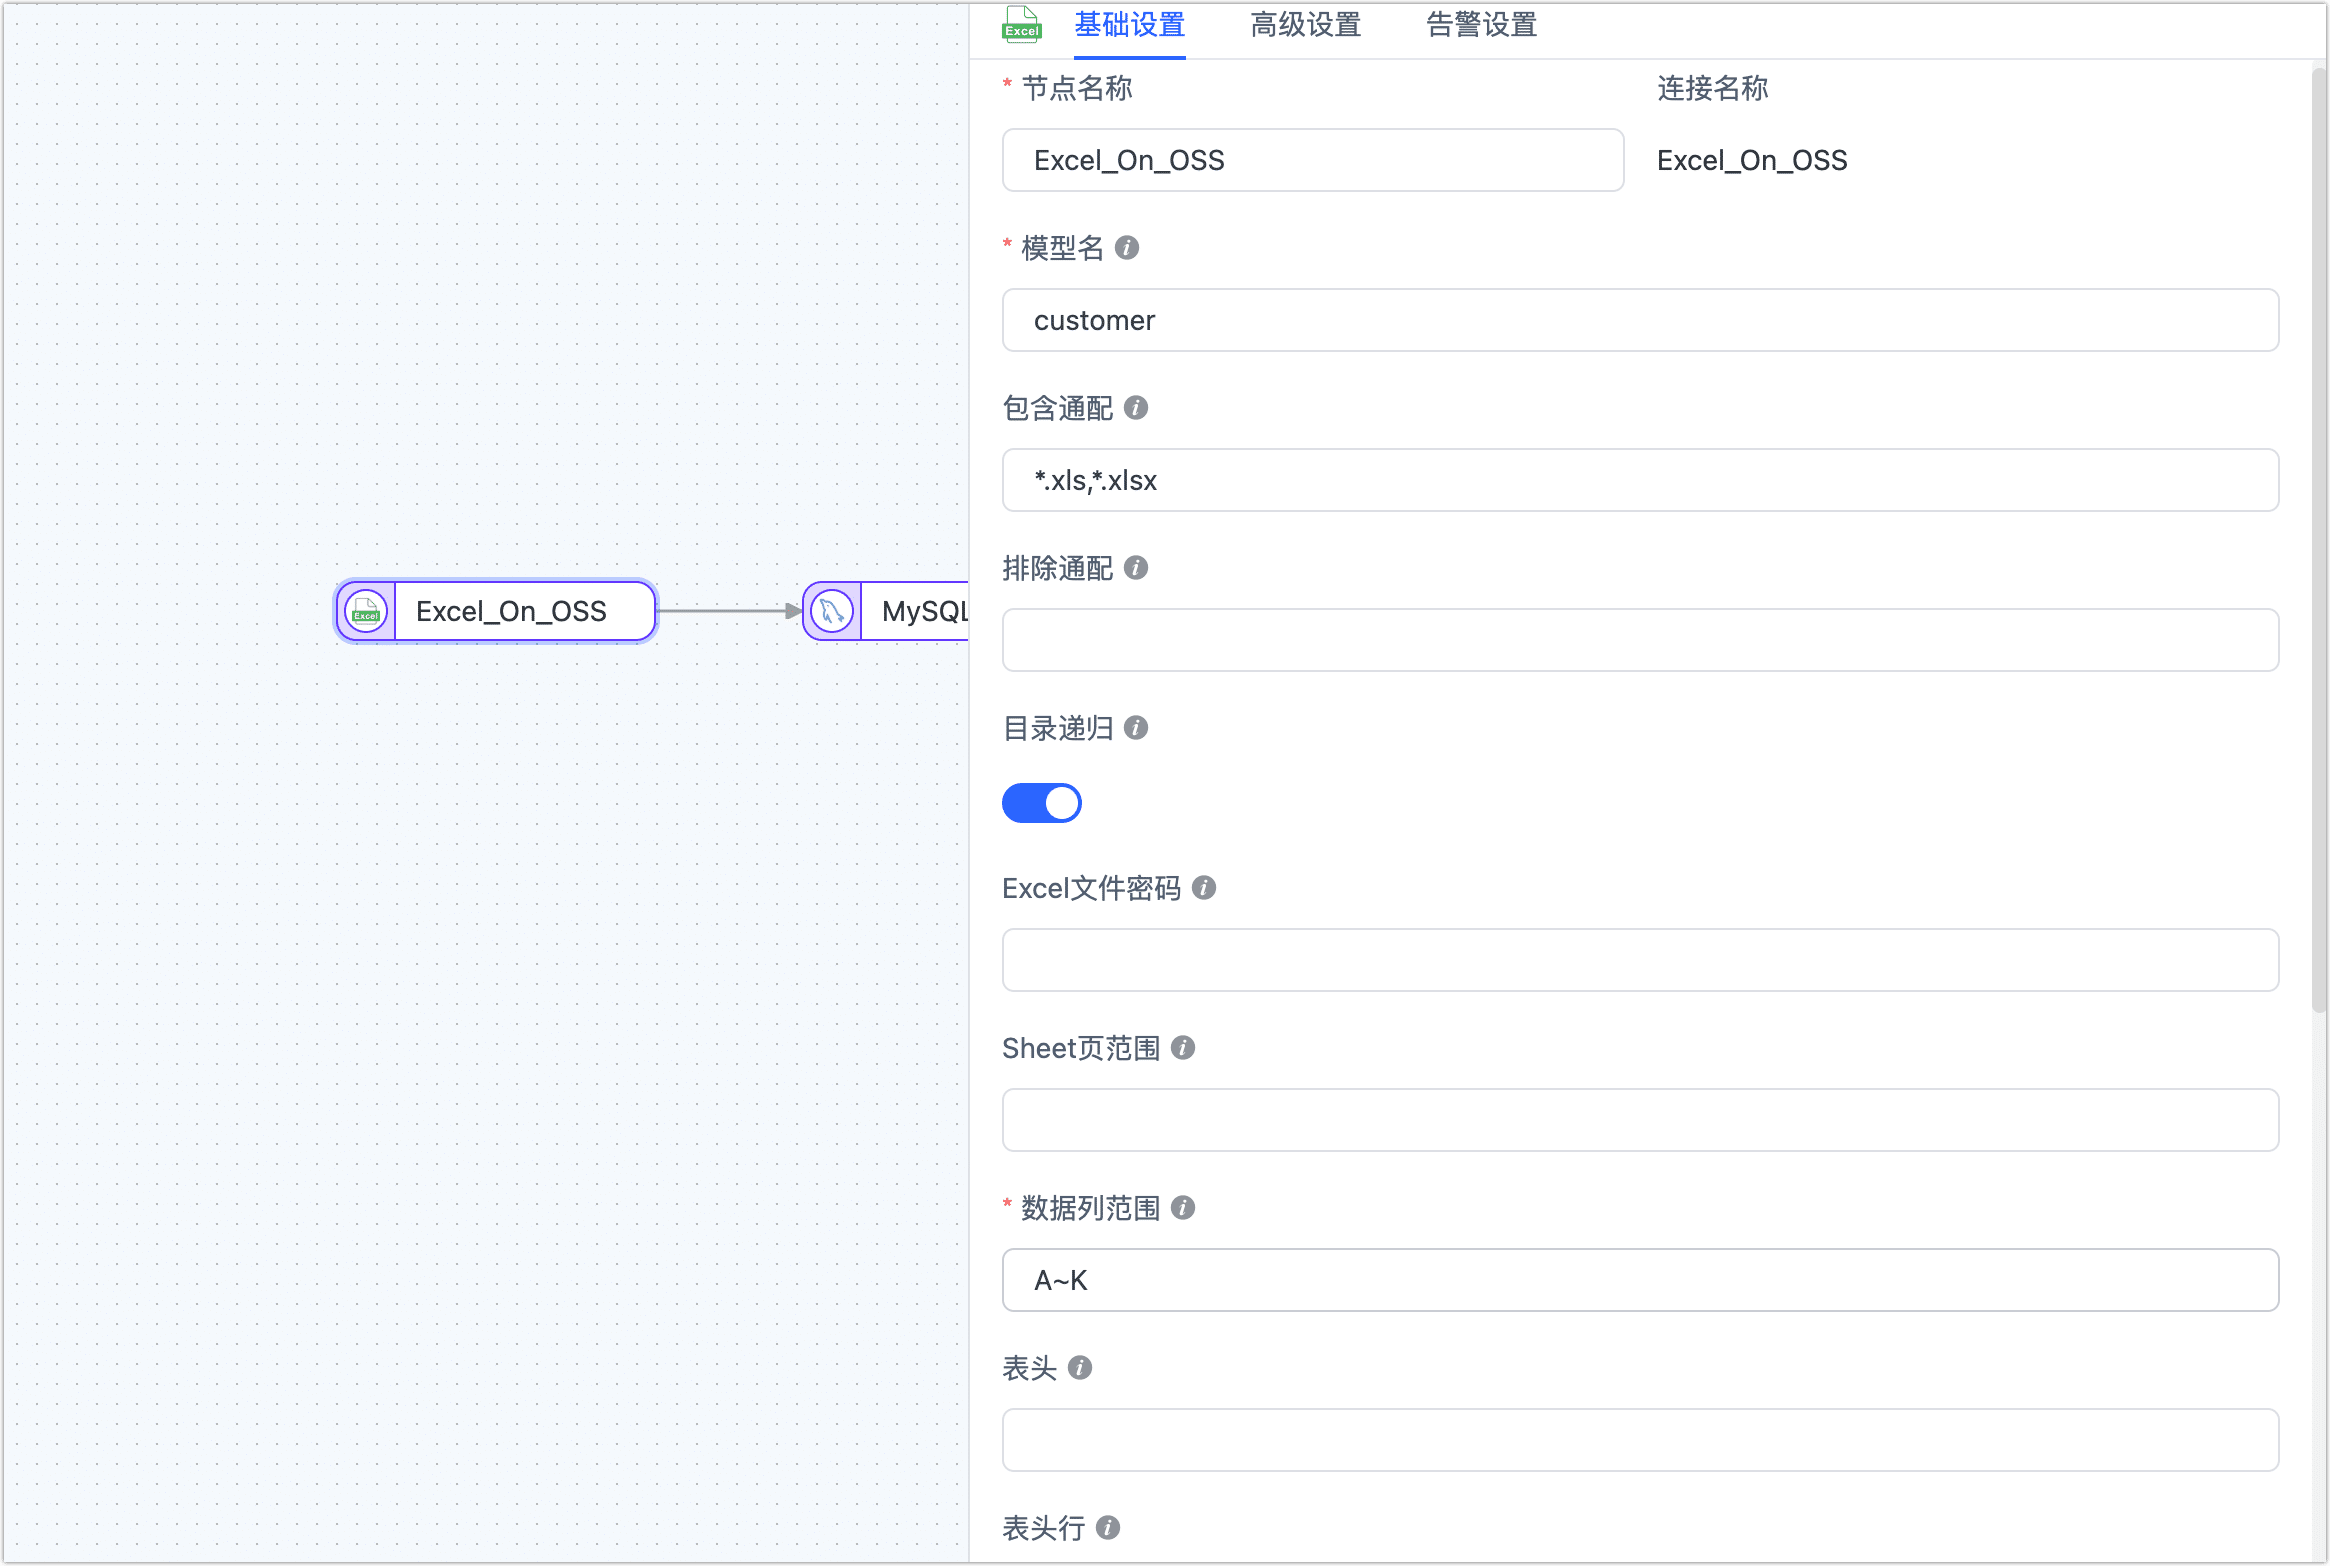 Excel
基础设置 高级设置 告警设置
* 节点名称 连接名称
Excel_On_OSS Excel_On_OSS
* 模型名
customer
包含通配
*.xls,*.xlsx
排除通配
Excel Excel_On_OSS MySQL
目录递归
Excel文件密码
Sheet页范围
* 数据列范围
A~K
表头
表头行